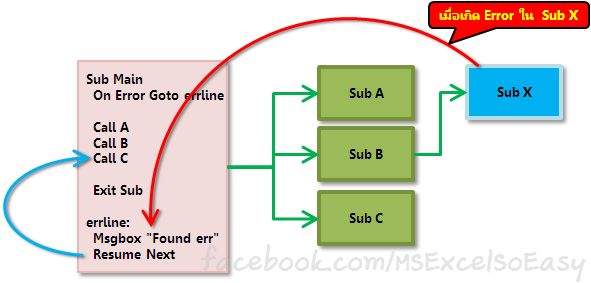 เมื่อเกิด Error ใน Sub X
Sub Main
On Error Goto errline
Call A
Call B
Call C
Exit Sub
errline:
Msgbox "Found err"
Resume Next
Sub A
Sub B
Sub C
Sub X
facebook.com/MSExcelSoEasy